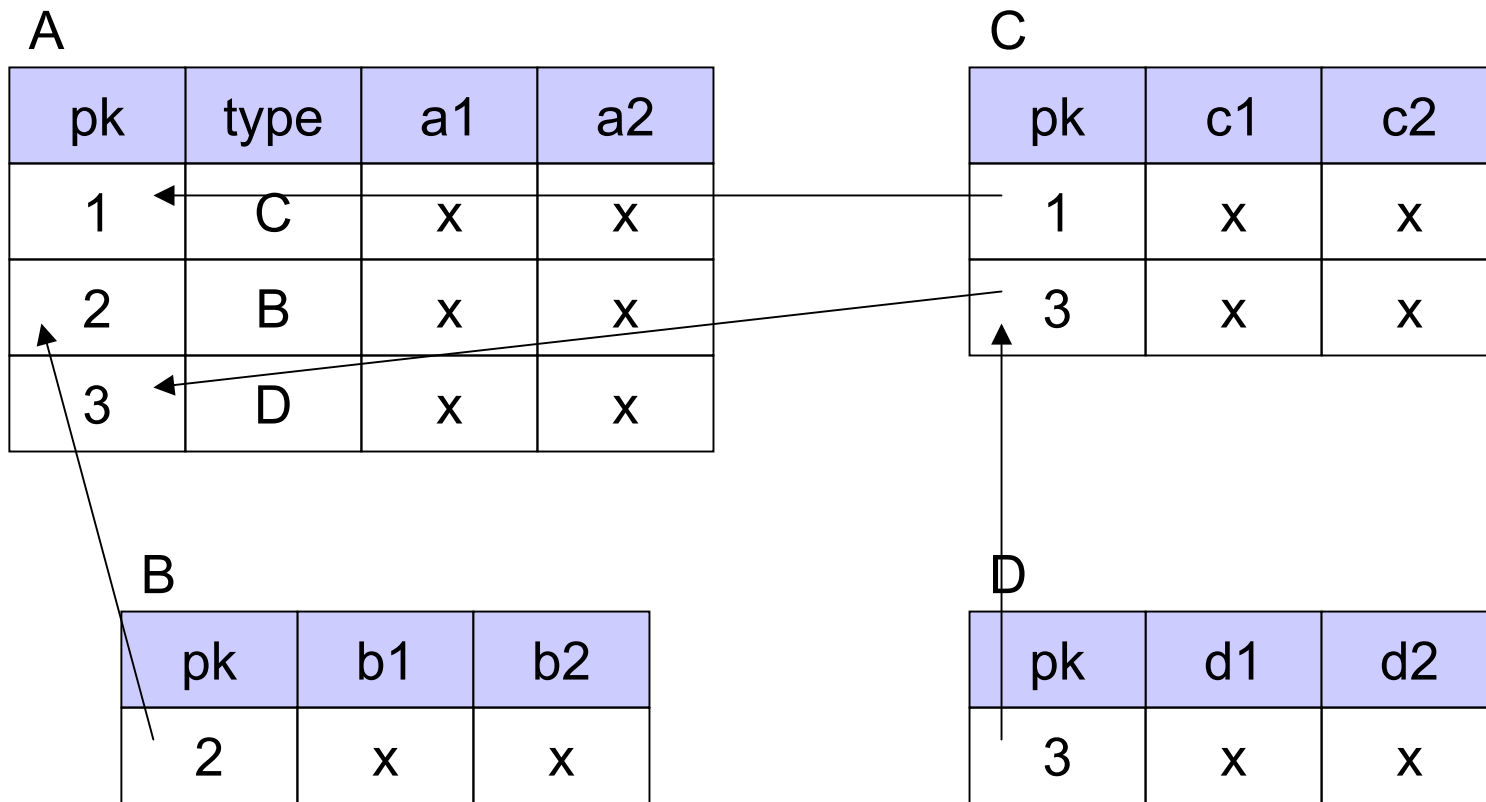 A
pk type a1 a2
1 C x x
2 B x x
3 D x x
C
pk c1 c2
1 x x
3 x x
B
pk b1 b2
2 x x
D
pk d1 d2
3 x x